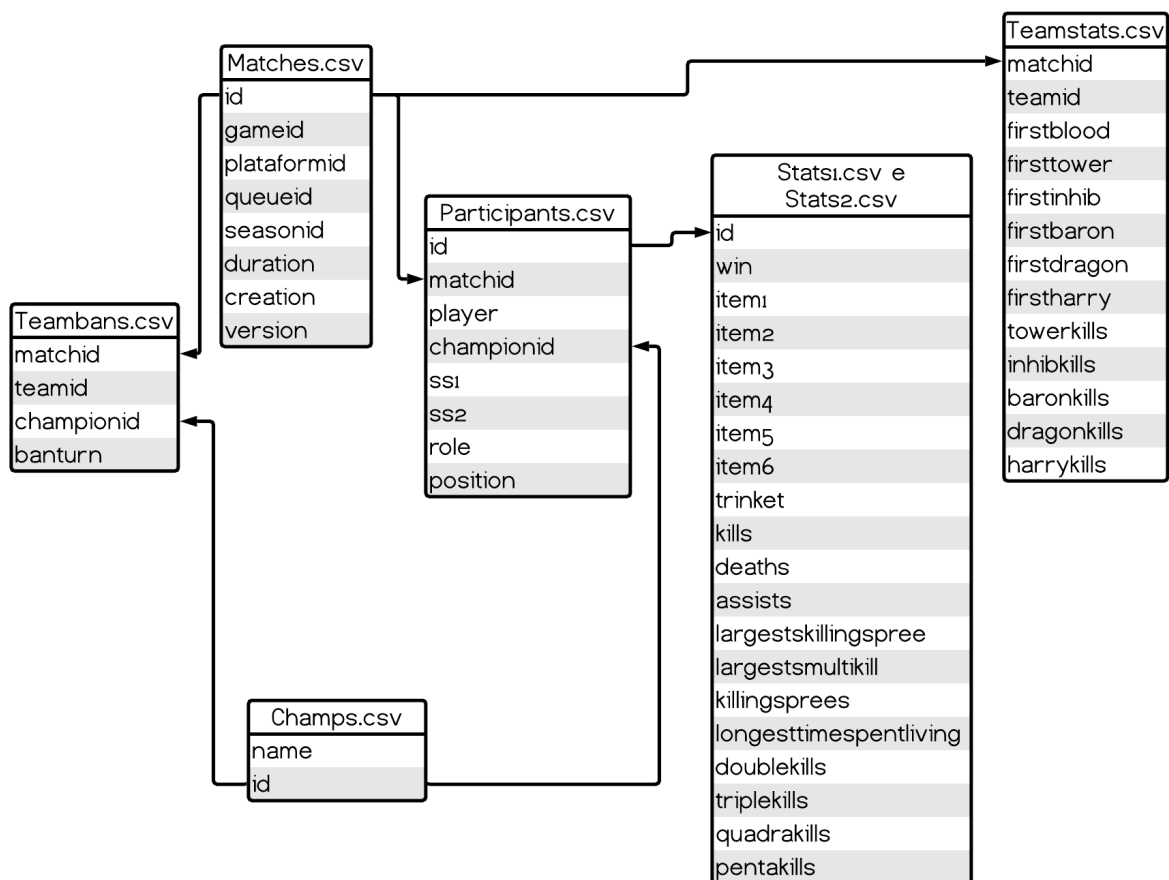 Matches.csv
id
gameid
plataformid
queueid
seasonid
duration
creation
version
Teambans.csv
matchid
teamid
championid
banturn
Participants.csv
id
matchid
player
championid
ss1
ss2
role
position
Champs.csv
name
id
Stats1.csv e
Stats2.csv
id
win
item1
item2
item3
item4
item5
item6
trinket
kills
deaths
assists
largestskillingspree
largestsmultikill
killingsprees
longesttimespentliving
doublekills
triplekills
quadrakills
pentakills
Teamstats.csv
matchid
teamid
firstblood
firsttower
firstinhib
firstbaron
firstdragon
firstharry
towerkills
inhibkills
baronkills
dragonkills
harrykills